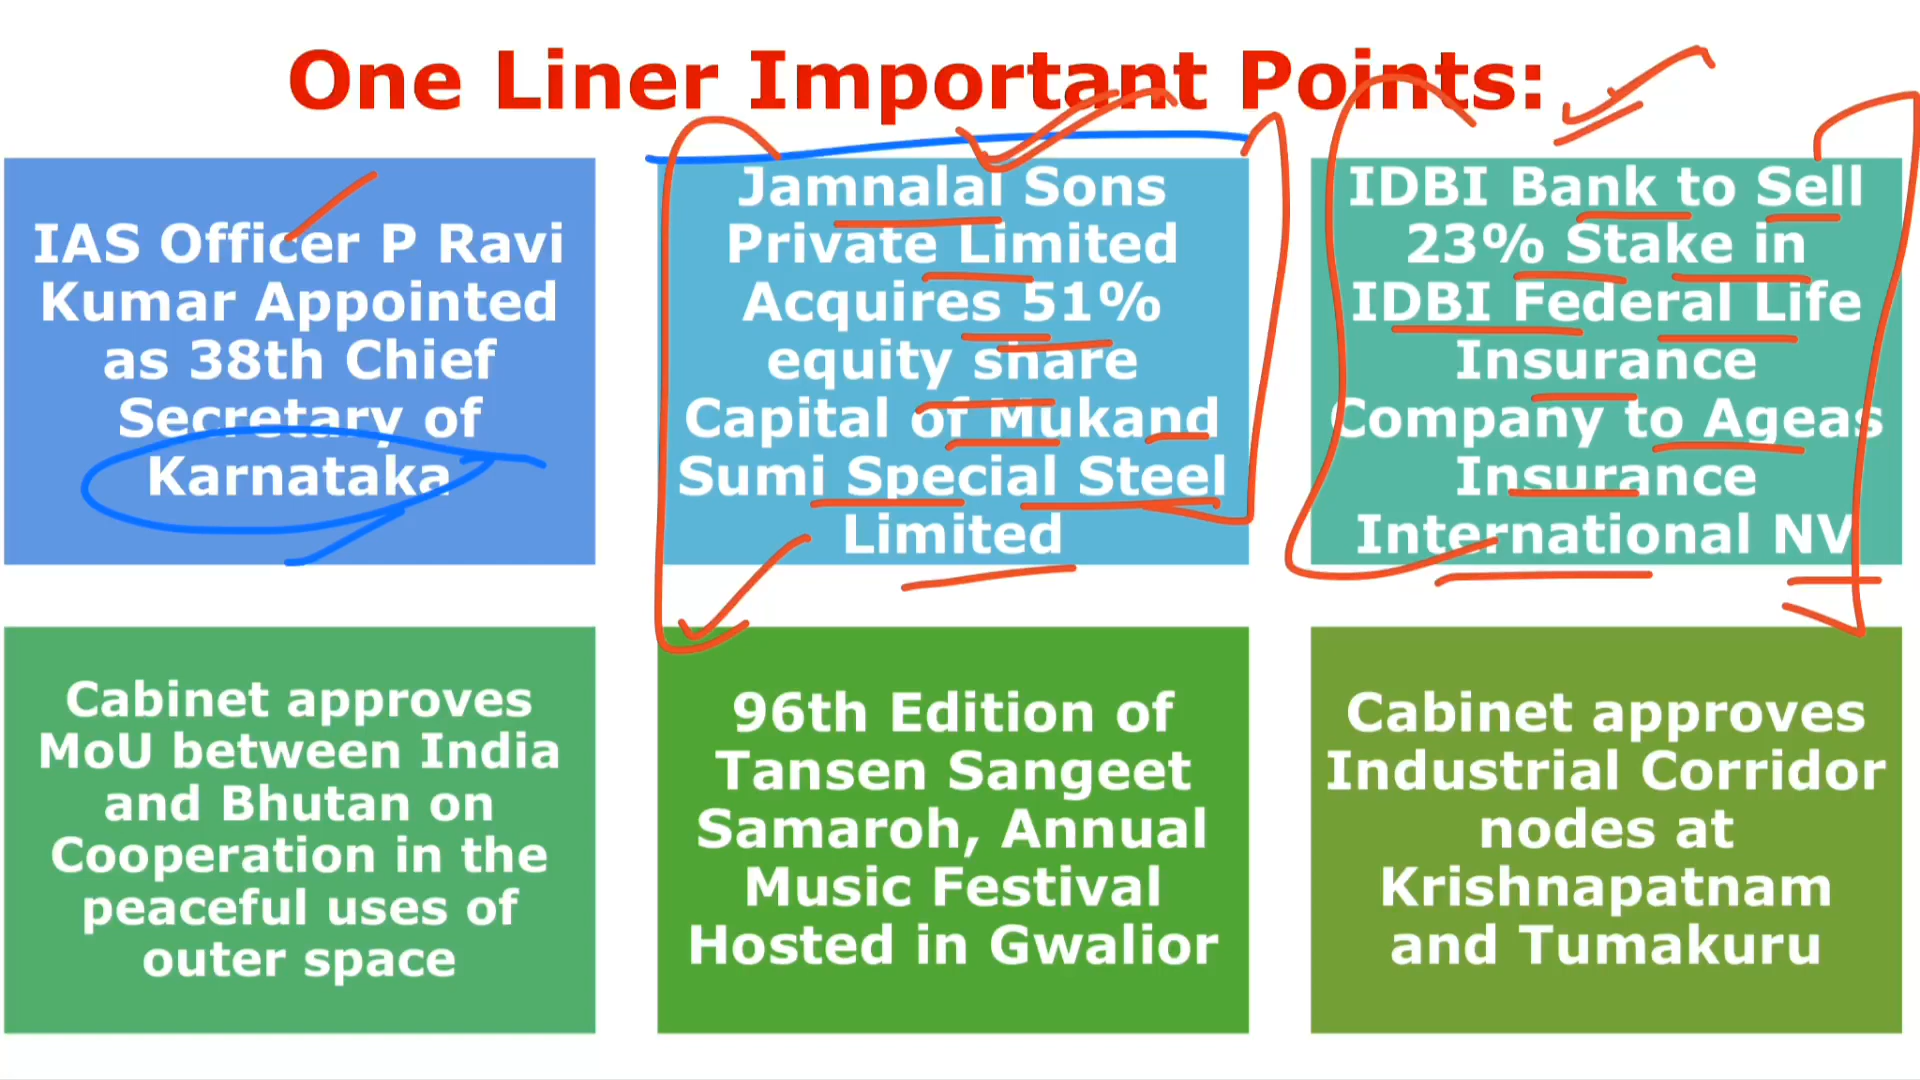 One Liner Important Points:
IAS Officer P Ravi
Kumar Appointed
as 38th Chief
Secretary of
Karnataka
Jamnalal Sons
Private Limited
Acquires 51%
equity share
Capital of Mukand
Sumi Special Steel
Limited
IDBI Bank to Sell
23% Stake in
IDBI Federal Life
Insurance
Company to Ageas
Insurance
International NV
Cabinet approves
MoU between India
and Bhutan on
Cooperation in the
peaceful uses of
outer space
96th Edition of
Tansen Sangeet
Samaroh, Annual
Music Festival
Hosted in Gwalior
Cabinet approves
Industrial Corridor
nodes at
Krishnapatnam
and Tumakuru